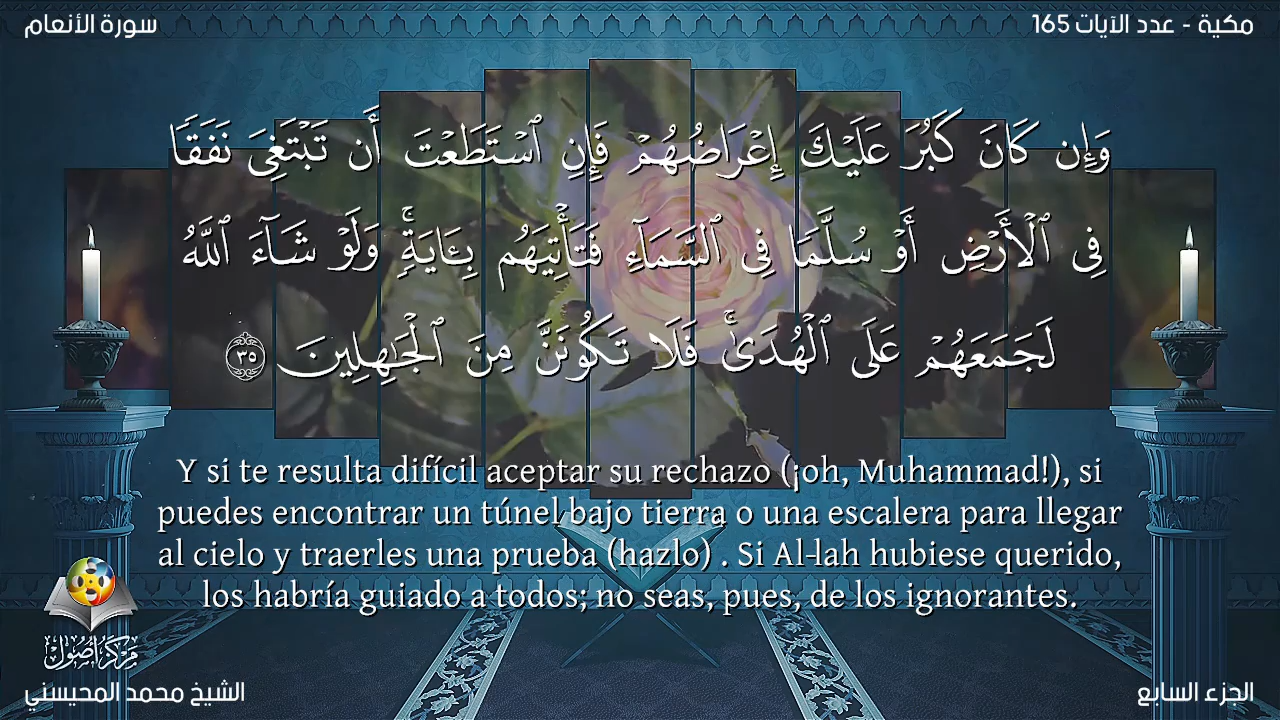 مكية - عدد الآيات 165
سورة الأنعام
وَإِن كَانَ كَبُرَ عَلَيْكَ إِعْرَاضُهُمْ فَإِنِ ٱسْتَطَعْتَ أَن تَبْتَغِىَ نَفَقًا
فِى ٱلْأَرْضِ أَوْ سُلَّمًا فِى ٱلسَّمَآءِ فَتَأْتِيَهُم بِـَٔايَةٍۢ ۚ وَلَوْ شَآءَ ٱللَّهُ
لَجَمَعَهُمْ عَلَى ٱلْهُدَىٰ ۚ فَلَا تَكُونَنَّ مِنَ ٱلْجَـٰهِلِينَ ٣٥
Y si te resulta difícil aceptar su rechazo (¡oh, Muhammad!), si
puedes encontrar un túnel bajo tierra o una escalera para llegar
al cielo y traerles una prueba (hazlo) . Si Al-lah hubiese querido,
los habría guiado a todos; no seas, pues, de los ignorantes.
مركز أصول
الجزء السابع
الشيخ محمد المحيسني